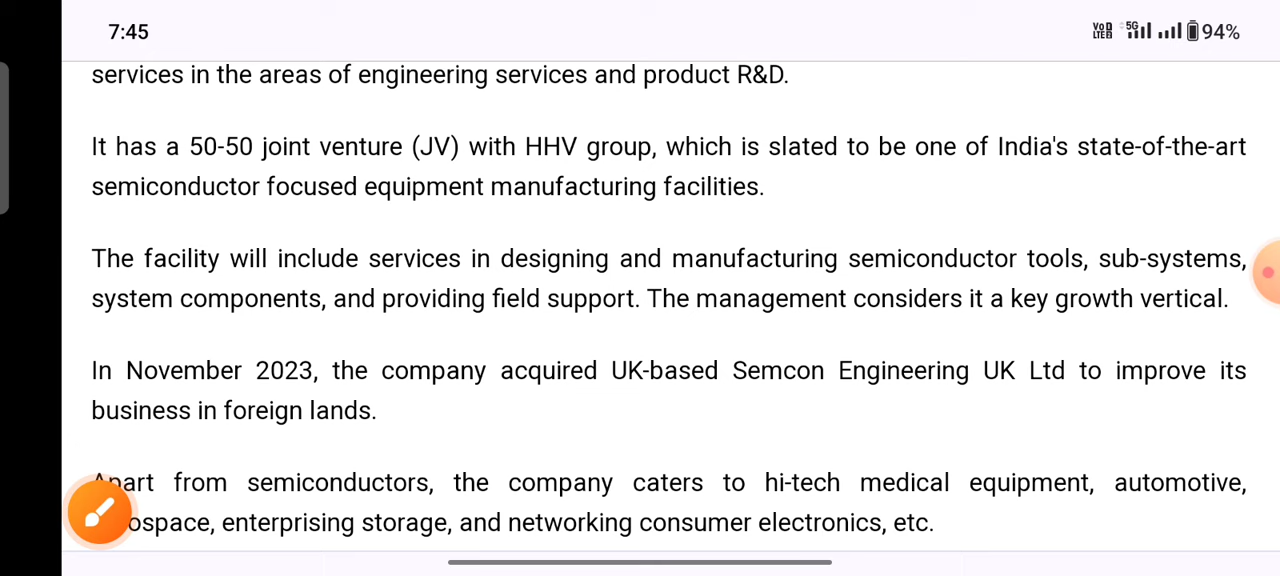 7:45
VoD LTE2 5G 94%
services in the areas of engineering services and product R&D.
It has a 50-50 joint venture (JV) with HHV group, which is slated to be one of India's state-of-the-art
semiconductor focused equipment manufacturing facilities.
The facility will include services in designing and manufacturing semiconductor tools, sub-systems,
system components, and providing field support. The management considers it a key growth vertical.
In November 2023, the company acquired UK-based Semcon Engineering UK Ltd to improve its
business in foreign lands.
Apart from semiconductors, the company caters to hi-tech medical equipment, automotive,
ospace, enterprising storage, and networking consumer electronics, etc.